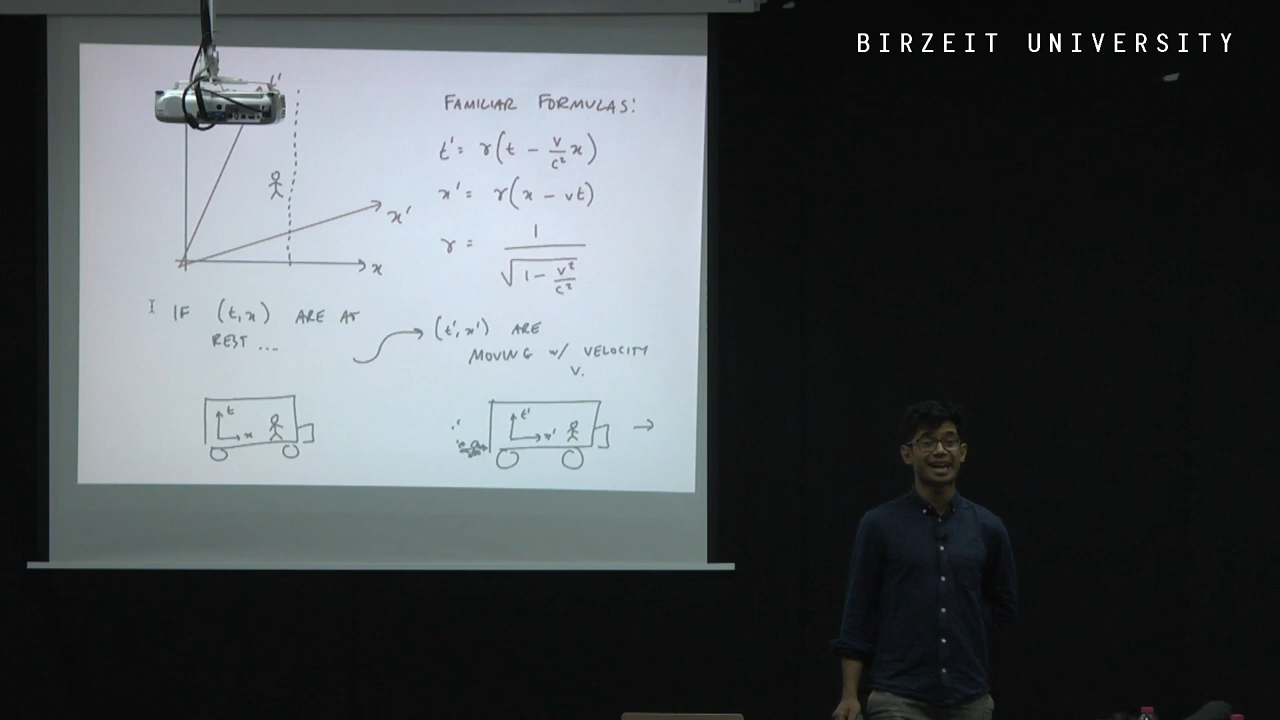 BIRZEIT UNIVERSITY
t'
x'
x
FAMILIAR FORMULAS:
t' = γ(t - v/c² x)
x' = γ(x - vt)
γ = 1/√(1 - v²/c²)
IF (t,x) ARE AT
REST ...
(t', x') ARE
MOVING w/ VELOCITY
v.
t
x
t'
x'